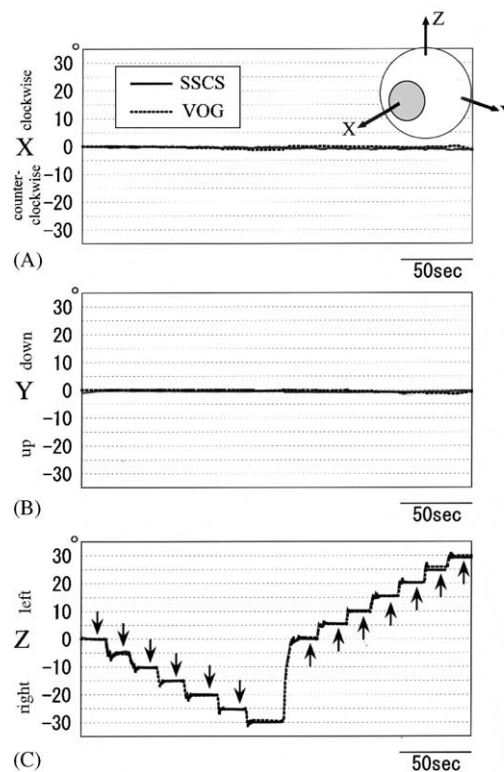 Z
°
30
SSCS
clockwise
20
VOG
10
X
X
0
counter-
clockwise
-10
-20
-30
(A)
50sec
°
30
down
20
10
Y
0
-10
up
-20
-30
(B)
50sec
°
30
left
20
10
Z
0
right
-10
-20
-30
(C)
50sec